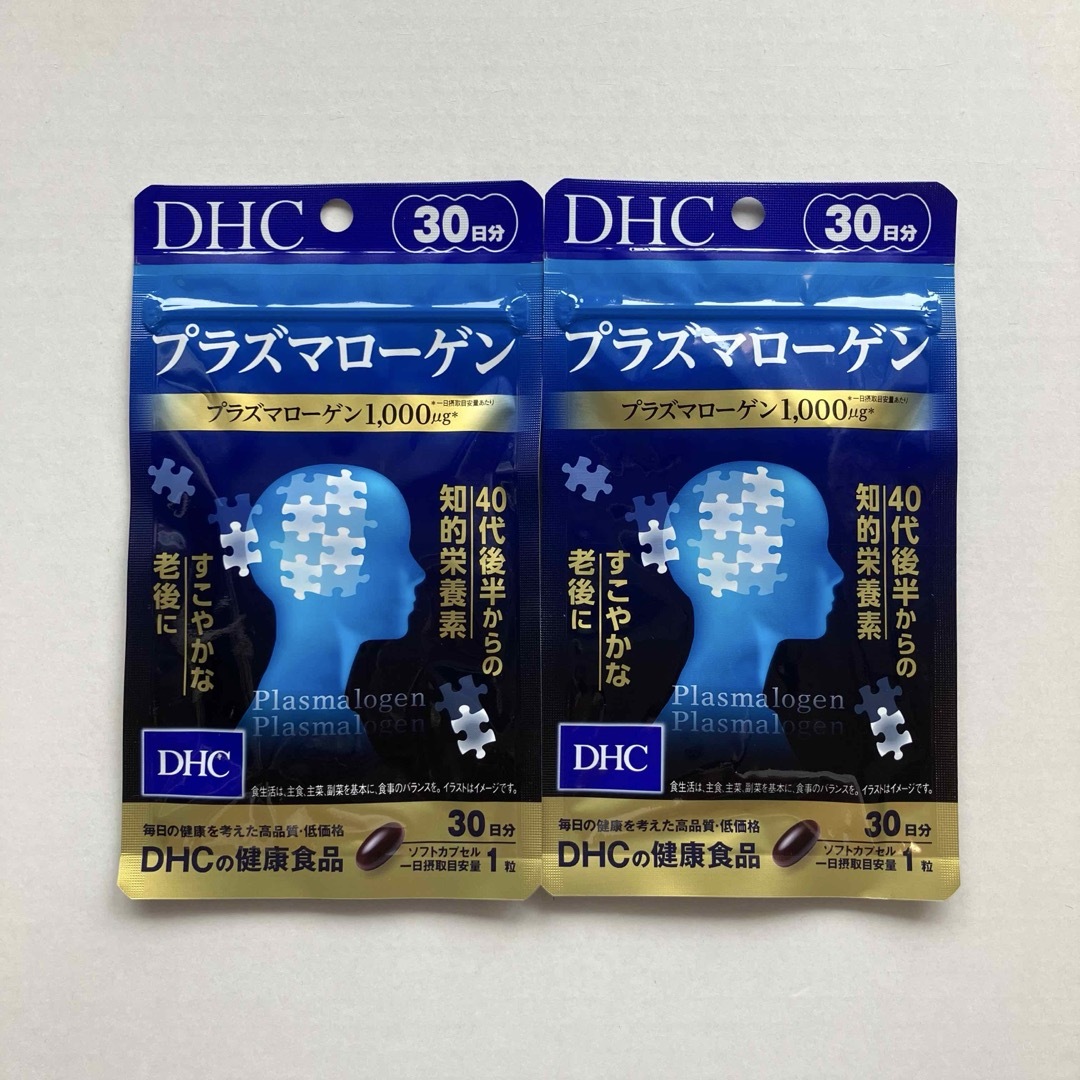 DHC
30日分
プラズマローゲン
プラズマローゲン1,000μg*
*一日摂取目安量あたり
40代後半からの
知的栄養素
すこやかな
老後に
Plasmalogen
Plasmalogen
DHC
食生活は、主食、主菜、副菜を基本に、食事のバランスを。イラストはイメージです。
毎日の健康を考えた高品質・低価格
DHCの健康食品
30日分
ソフトカプセル
一日摂取目安量 1粒
DHC
30日分
プラズマローゲン
プラズマローゲン1,000μg*
*一日摂取目安量あたり
40代後半からの
知的栄養素
すこやかな
老後に
Plasmalogen
Plasmalogen
DHC
食生活は、主食、主菜、副菜を基本に、食事のバランスを。イラストはイメージです。
毎日の健康を考えた高品質・低価格
DHCの健康食品
30日分
ソフトカプセル
一日摂取目安量 1粒